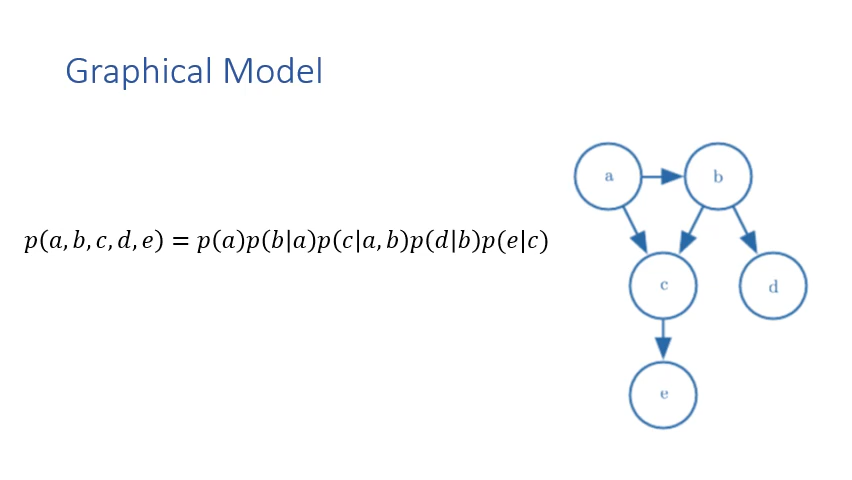 Graphical Model
a
b
p(a, b, c, d, e) = p(a)p(b|a)p(c|a, b)p(d|b)p(e|c)
c
d
e